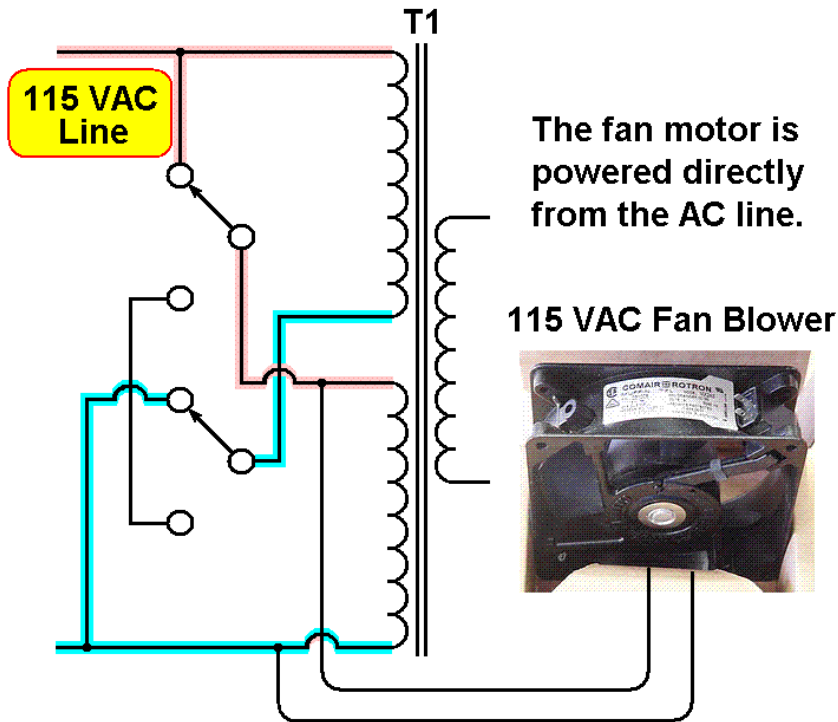 T1
115 VAC
Line
The fan motor is
powered directly
from the AC line.
115 VAC Fan Blower
COMAIR ROTRON